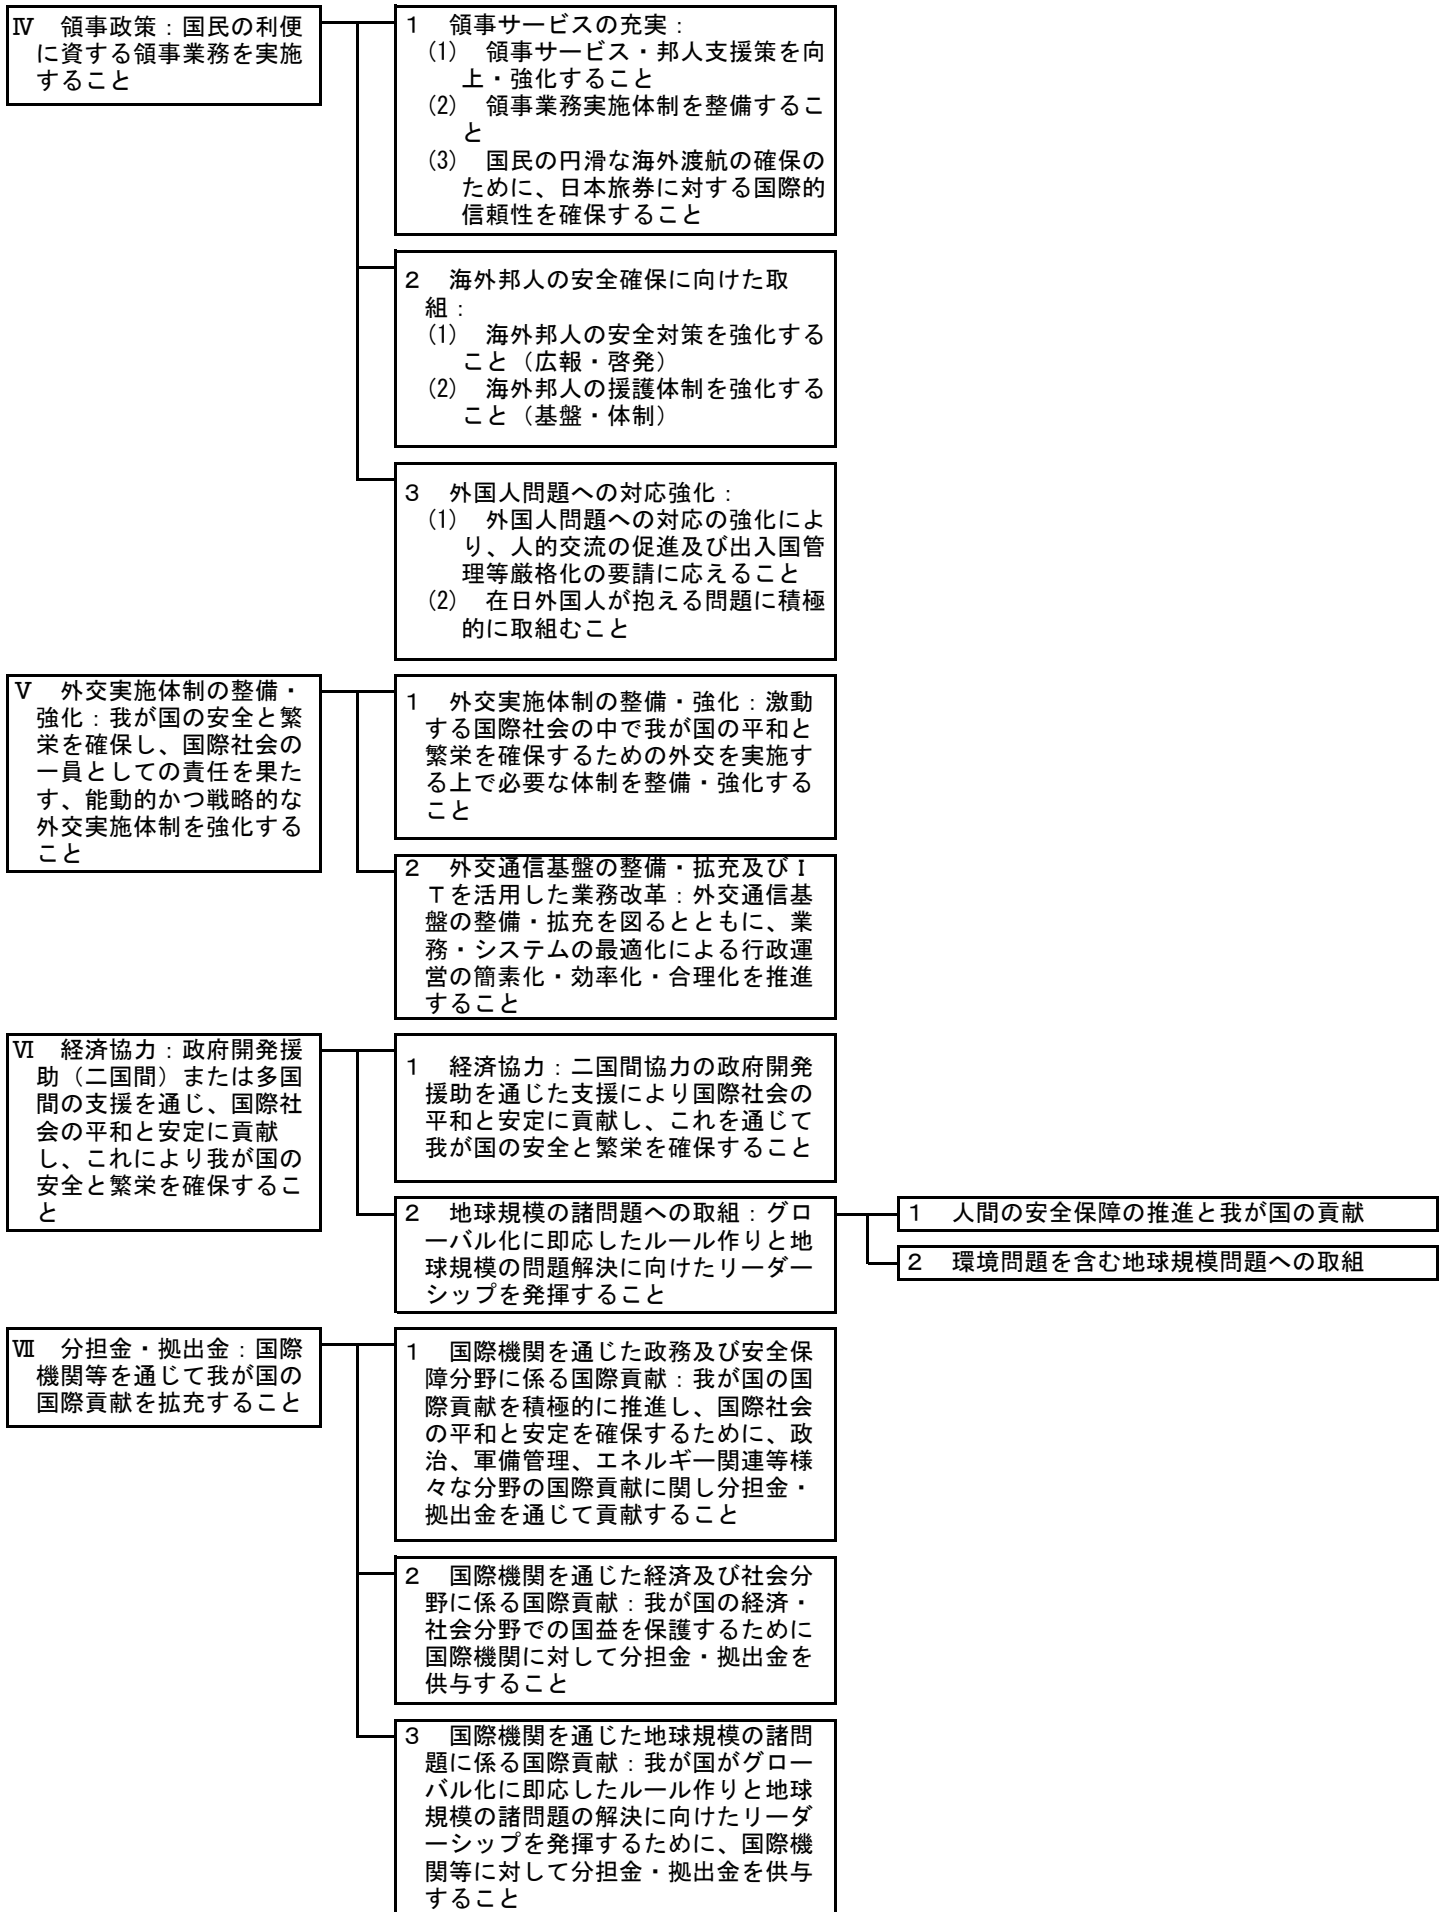 Ⅳ　領事政策：国民の利便
に資する領事業務を実施
すること
１　領事サービスの充実：
(1)　領事サービス・邦人支援策を向
上・強化すること
(2)　領事業務実施体制を整備するこ
と
(3)　国民の円滑な海外渡航の確保の
ために、日本旅券に対する国際的
信頼性を確保すること
２　海外邦人の安全確保に向けた取
組：
(1)　海外邦人の安全対策を強化する
こと（広報・啓発）
(2)　海外邦人の援護体制を強化する
こと（基盤・体制）
３　外国人問題への対応強化：
(1)　外国人問題への対応の強化によ
り、人的交流の促進及び出入国管
理等厳格化の要請に応えること
(2)　在日外国人が抱える問題に積極
的に取組むこと
Ⅴ　外交実施体制の整備・
強化：我が国の安全と繁
栄を確保し、国際社会の
一員としての責任を果た
す、能動的かつ戦略的な
外交実施体制を強化する
こと
１　外交実施体制の整備・強化：激動
する国際社会の中で我が国の平和と
繁栄を確保するための外交を実施す
る上で必要な体制を整備・強化する
こと
２　外交通信基盤の整備・拡充及びＩ
Ｔを活用した業務改革：外交通信基
盤の整備・拡充を図るとともに、業
務・システムの最適化による行政運
営の簡素化・効率化・合理化を推進
すること
Ⅵ　経済協力：政府開発援
助（二国間）または多国
間の支援を通じ、国際社
会の平和と安定に貢献
し、これにより我が国の
安全と繁栄を確保するこ
と
１　経済協力：二国間協力の政府開発
援助を通じた支援により国際社会の
平和と安定に貢献し、これを通じて
我が国の安全と繁栄を確保すること
２　地球規模の諸問題への取組：グロ
ーバル化に即応したルール作りと地
球規模の問題解決に向けたリーダー
シップを発揮すること
１　人間の安全保障の推進と我が国の貢献
２　環境問題を含む地球規模問題への取組
Ⅶ　分担金・拠出金：国際
機関等を通じて我が国の
国際貢献を拡充すること
１　国際機関を通じた政務及び安全保
障分野に係る国際貢献：我が国の国
際貢献を積極的に推進し、国際社会
の平和と安定を確保するために、政
治、軍備管理、エネルギー関連等様
々な分野の国際貢献に関し分担金・
拠出金を通じて貢献すること
２　国際機関を通じた経済及び社会分
野に係る国際貢献：我が国の経済・
社会分野での国益を保護するために
国際機関に対して分担金・拠出金を
供与すること
３　国際機関を通じた地球規模の諸問
題に係る国際貢献：我が国がグロー
バル化に即応したルール作りと地球
規模の諸問題の解決に向けたリーダ
ーシップを発揮するために、国際機
関等に対して分担金・拠出金を供与
すること